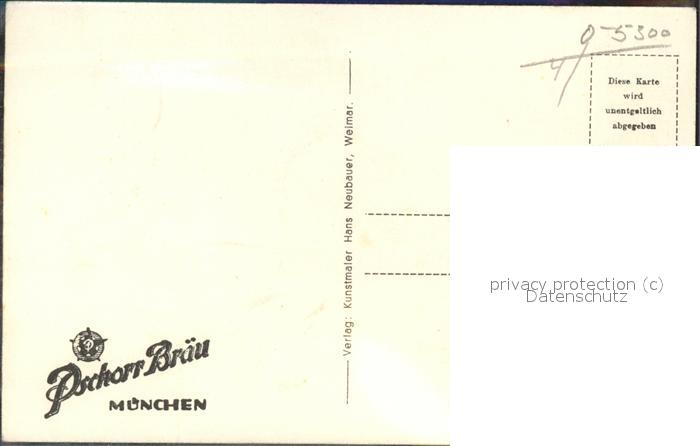 0-5300
4
Diese Karte
wird
unentgeltlich
abgegeben
Verlag: Kunstmaler Hans Neubauer, Weimar.
privacy protection (c)
Datenschutz
Pschorr Bräu
MÜNCHEN